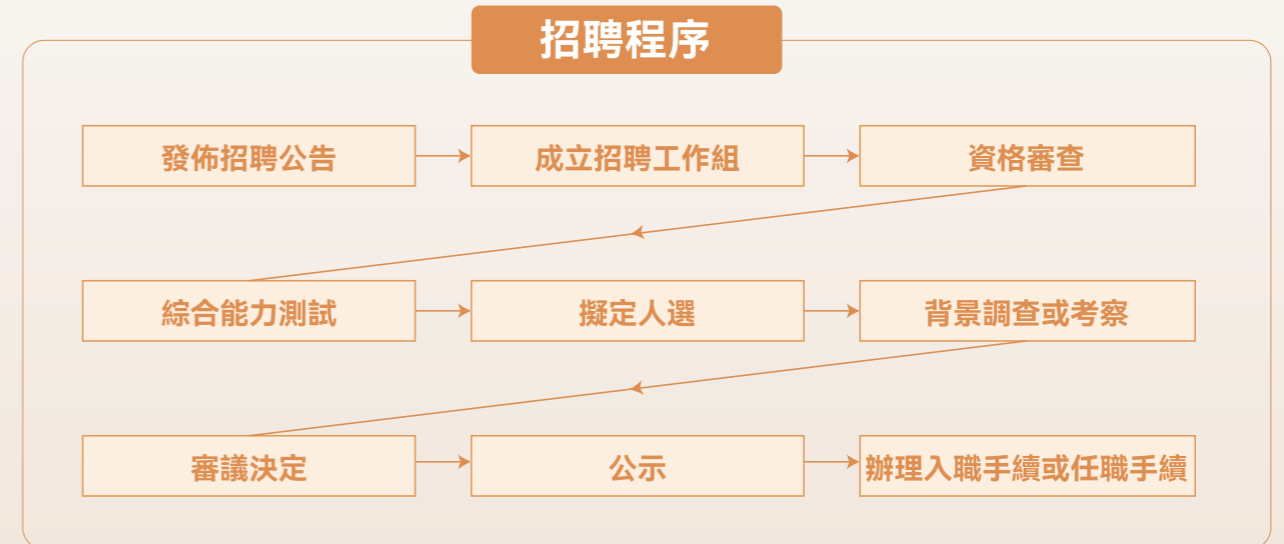 招聘程序
發佈招聘公告
成立招聘工作組
資格審查
綜合能力測試
擬定人選
背景調查或考察
審議決定
公示
辦理入職手續或任職手續